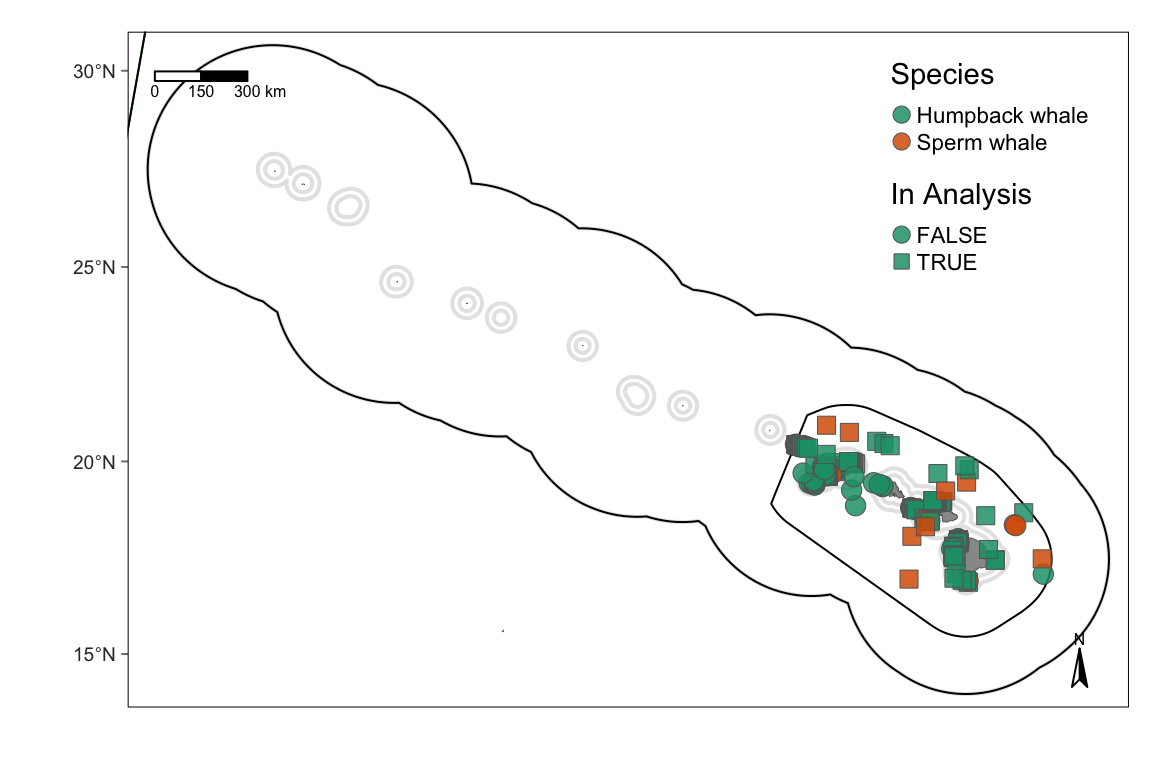 30°N
25°N
20°N
15°N
0 150 300 km
Species
Humpback whale
Sperm whale
In Analysis
FALSE
TRUE
N